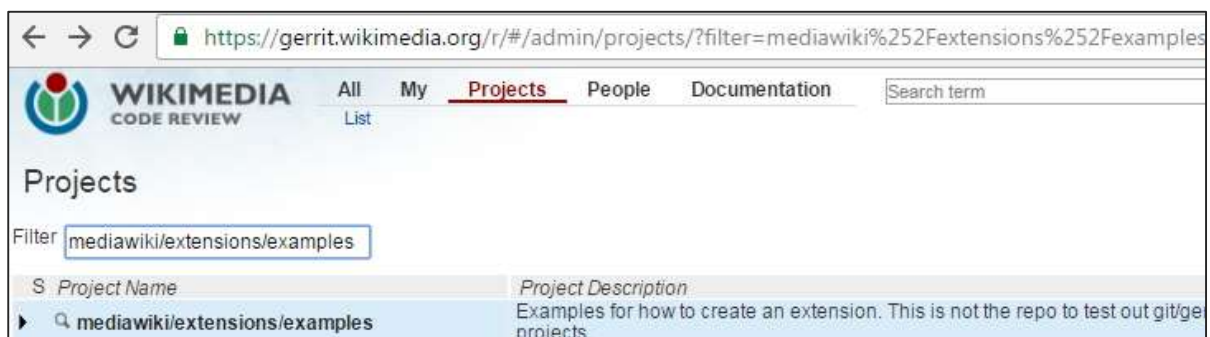 https://gerrit.wikimedia.org/r/#/admin/projects/?filter=mediawiki%252Fextensions%252Fexamples
WIKIMEDIA
CODE REVIEW
All My Projects People Documentation Search term
List
Projects
Filter mediawiki/extensions/examples
S Project Name Project Description
mediawiki/extensions/examples Examples for how to create an extension. This is not the repo to test out
projects